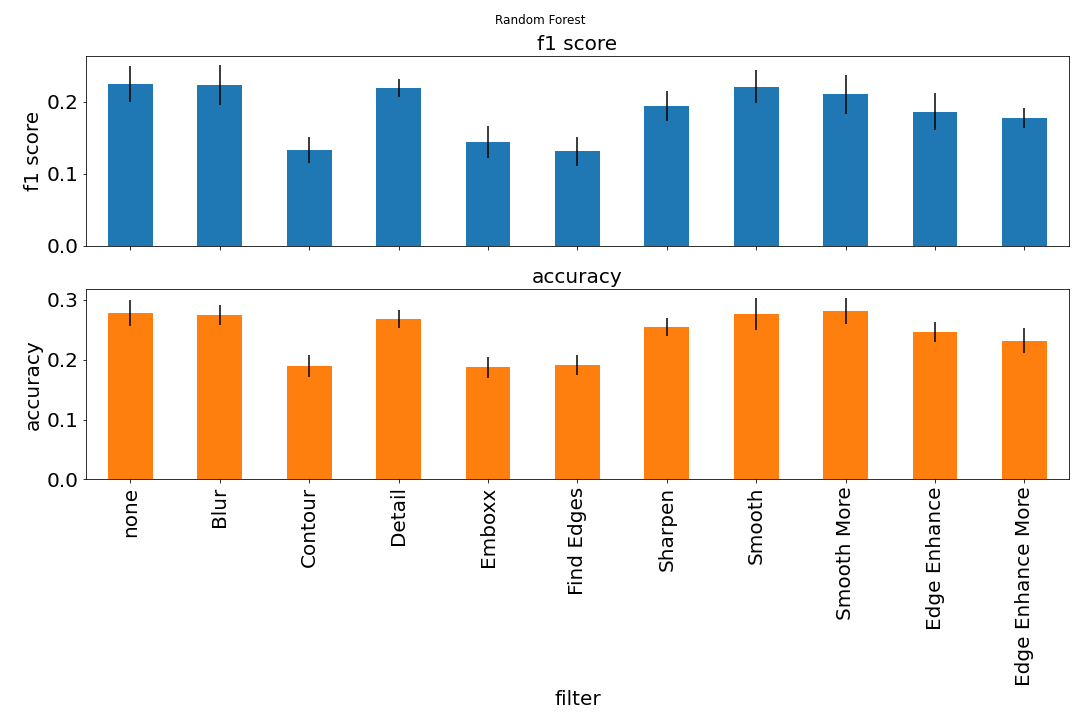 Random Forest
f1 score
f1 score
0.2
0.1
0.0
accuracy
accuracy
0.3
0.2
0.1
0.0
none
Blur
Contour
Detail
Emboxx
Find Edges
Sharpen
Smooth
Smooth More
Edge Enhance
Edge Enhance More
filter